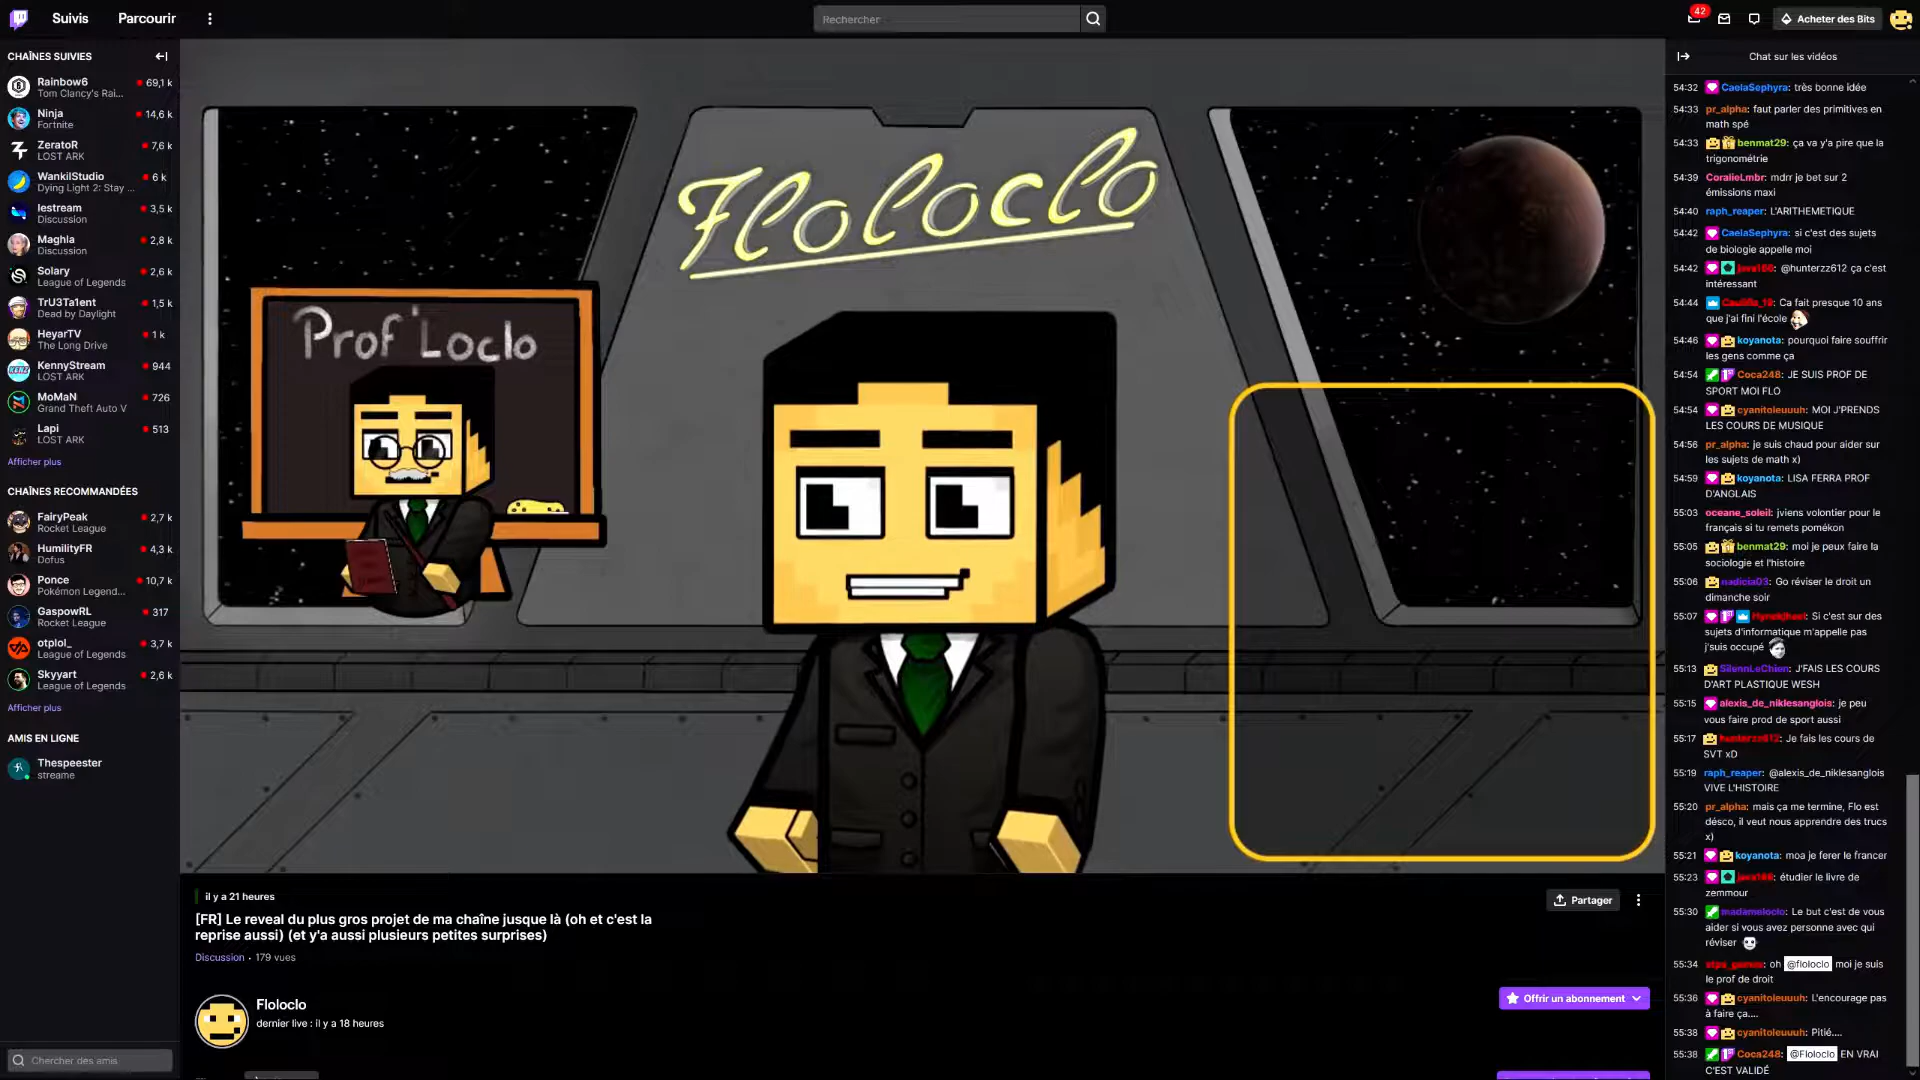 Suivis
Parcourir
Rechercher
42
Acheter des Bits
CHAÎNES SUIVIES
Rainbow6
69,1 k
Tom Clancy's Rai...
Ninja
14,6 k
Fortnite
ZeratoR
7,6 k
LOST ARK
WankilStudio
6 k
Dying Light 2: Stay ...
lestream
3,5 k
Discussion
Maghla
2,8 k
Discussion
Solary
2,6 k
League of Legends
TrU3Ta1ent
1,5 k
Dead by Daylight
HeyarTV
1 k
The Long Drive
KennyStream
944
LOST ARK
MoMaN
726
Grand Theft Auto V
Lapi
513
LOST ARK
Afficher plus
CHAÎNES RECOMMANDÉES
FairyPeak
2,7 k
Rocket League
HumilityFR
4,3 k
Dofus
Ponce
10,7 k
Pokémon Legend...
GaspowRL
317
Rocket League
otplol_
3,7 k
League of Legends
Skyyart
2,6 k
League of Legends
Afficher plus
AMIS EN LIGNE
Thespeester
streame
Chercher des amis
Floloclo
Prof'Loclo
il y a 21 heures
Partager
[FR] Le reveal du plus gros projet de ma chaîne jusque là (oh et c'est la
reprise aussi) (et y'a aussi plusieurs petites surprises)
Discussion • 179 vues
Floloclo
dernier live : il y a 18 heures
Offrir un abonnement
Chat sur les vidéos
54:32 CaelaSephyra: très bonne idée
54:33 pr_alpha: faut parler des primitives en
math spé
54:33 benmat29: ça va y'a pire que la
trigonométrie
54:39 CoralieLmbr: mdrr je bet sur 2
émissions maxi
54:40 raph_reaper: L'ARITHEMETIQUE
54:42 CaelaSephyra: si c'est des sujets
de biologie appelle moi
54:42 @hunterzz612 ça c'est
intéressant
54:44 Ca fait presque 10 ans
que j'ai fini l'école
54:46 koyanota: pourquoi faire souffrir
les gens comme ça
54:54 Coca248: JE SUIS PROF DE
SPORT MOI FLO
54:54 cyanitoleuuuh: MOI J'PRENDS
LES COURS DE MUSIQUE
54:56 pr_alpha: je suis chaud pour aider sur
les sujets de math x)
54:59 koyanota: LISA FERRA PROF
D'ANGLAIS
55:03 oceane_soleil: jviens volontier pour le
français si tu remets pomékon
55:05 benmat29: moi je peux faire la
sociologie et l'histoire
55:06 nadicia03: Go réviser le droit un
dimanche soir
55:07 Si c'est sur des
sujets d'informatique m'appelle pas
j'suis occupé
55:13 SilennLeChien: J'FAIS LES COURS
D'ART PLASTIQUE WESH
55:15 alexis_de_niklesanglois: je peu
vous faire prod de sport aussi
55:17 hunterzz612: Je fais les cours de
SVT xD
55:19 raph_reaper: @alexis_de_niklesanglois
VIVE L'HISTOIRE
55:20 pr_alpha: mais ça me termine, Flo est
désco, il veut nous apprendre des trucs
x)
55:21 koyanota: moa je ferer le francer
55:23 étudier le livre de
zemmour
55:30 madameloclo: Le but c'est de vous
aider si vous avez personne avec qui
réviser
55:34 oh @floloclo moi je suis
le prof de droit
55:36 cyanitoleuuuh: L'encourage pas
à faire ça....
55:38 cyanitoleuuuh: Pitié....
55:38 Coca248: @Floloclo EN VRAI
C'EST VALIDÉ